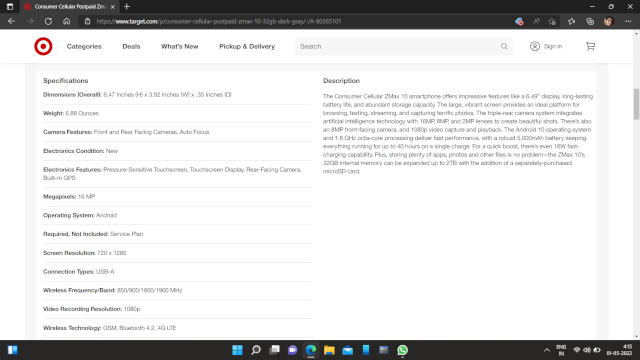 Consumer Cellular Postpaid Zma
https://www.target.com/p/consumer-cellular-postpaid-zmax-10-32gb-dark-gray/-/A-80365101
Categories Deals What's New Pickup & Delivery Search Sign in
Specifications
Dimensions (Overall): 6.47 Inches (H) x 3.02 Inches (W) x .35 Inches (D)
Weight: 6.88 Ounces
Camera Features: Front and Rear Facing Cameras, Auto Focus
Electronics Condition: New
Electronics Features: Pressure-Sensitive Touchscreen, Touchscreen Display, Rear-Facing Camera,
Built-In GPS
Megapixels: 16 MP
Operating System: Android
Required, Not Included: Service Plan
Screen Resolution: 720 x 1280
Connection Types: USB-A
Wireless Frequency/Band: 850/900/1800/1900 MHz
Video Recording Resolution: 1080p
Wireless Technology: GSM, Bluetooth 4.2, 4G LTE
Description
The Consumer Cellular ZMax 10 smartphone offers impressive features like a 6.49" display, long-lasting
battery life, and abundant storage capacity. The large, vibrant screen provides an ideal platform for
browsing, texting, streaming, and capturing terrific photos. The triple-rear camera system integrates
artificial intelligence technology with 16MP, 8MP, and 2MP lenses to create beautiful shots. There's also
an 8MP front-facing camera, and 1080p video capture and playback. The Android 10 operating system
and 1.8 GHz octa-core processing deliver fast performance, with a robust 5,000mAh battery keeping
everything running for up to 40 hours on a single charge. For a quick boost, there's even 16W fast-
charging capability. Plus, storing plenty of apps, photos and other files is no problem—the ZMax 10's
32GB internal memory can be expanded up to 2TB with the addition of a separately-purchased
microSD card.
ENG
IN
4:15
01-05-2022